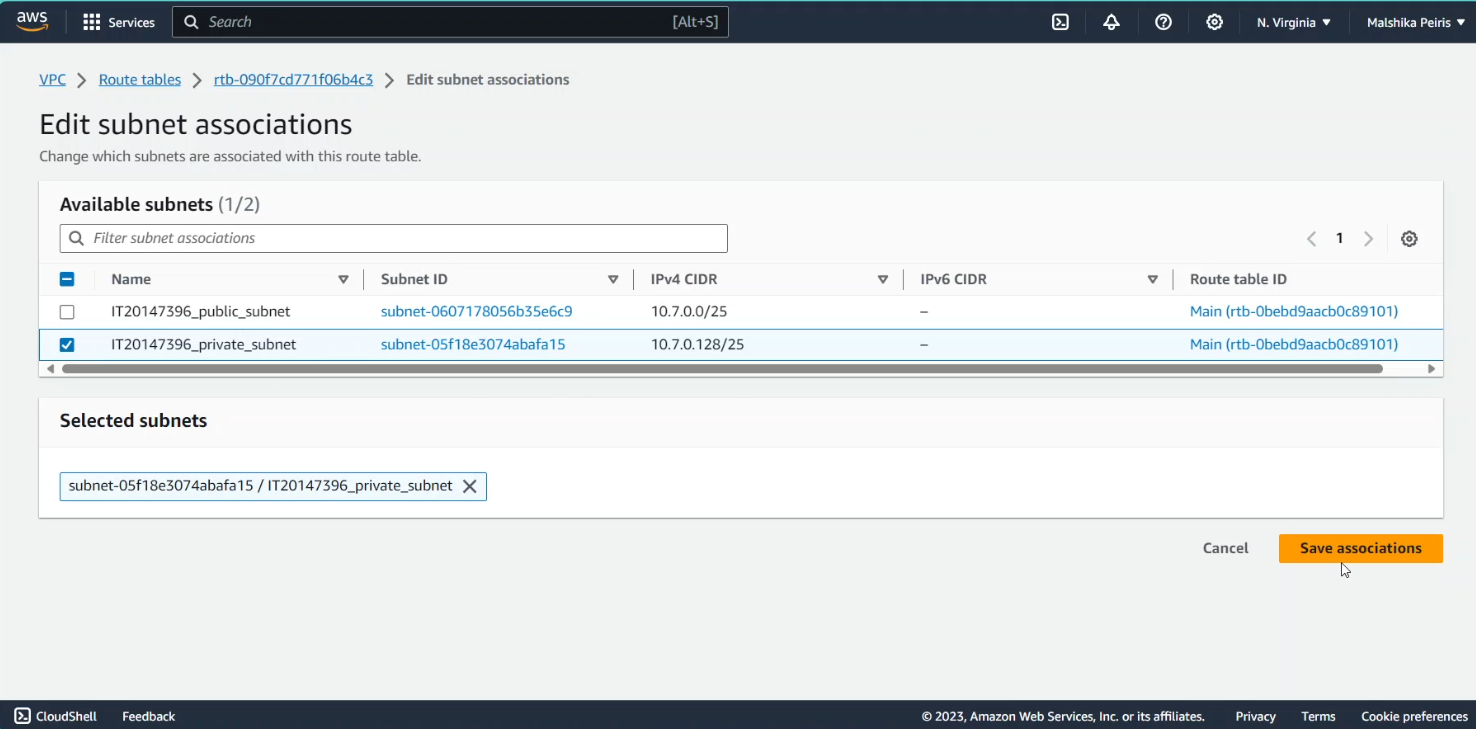 aws Services Search [Alt+S] N. Virginia Malshika Peiris
VPC Route tables rtb-090f7cd771f06b4c3 Edit subnet associations
Edit subnet associations
Change which subnets are associated with this route table.
Available subnets (1/2)
Filter subnet associations 1
Name Subnet ID IPv4 CIDR IPv6 CIDR Route table ID
IT20147396_public_subnet subnet-0607178056b35e6c9 10.7.0.0/25 – Main (rtb-0bebd9aacb0c89101)
IT20147396_private_subnet subnet-05f18e3074abafa15 10.7.0.128/25 – Main (rtb-0bebd9aacb0c89101)
Selected subnets
subnet-05f18e3074abafa15 / IT20147396_private_subnet
Cancel Save associations
CloudShell Feedback © 2023, Amazon Web Services, Inc. or its affiliates. Privacy Terms Cookie preferences